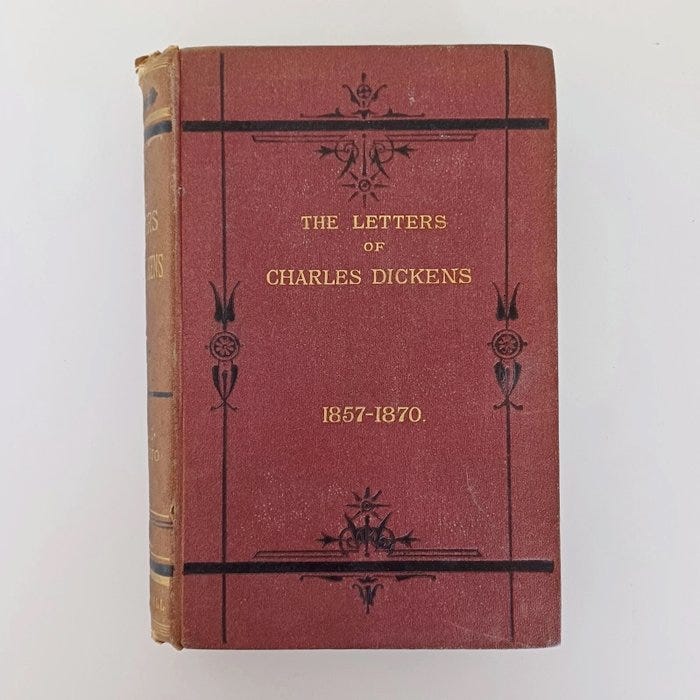 THE LETTERS
OF
CHARLES DICKENS
1857-1870.